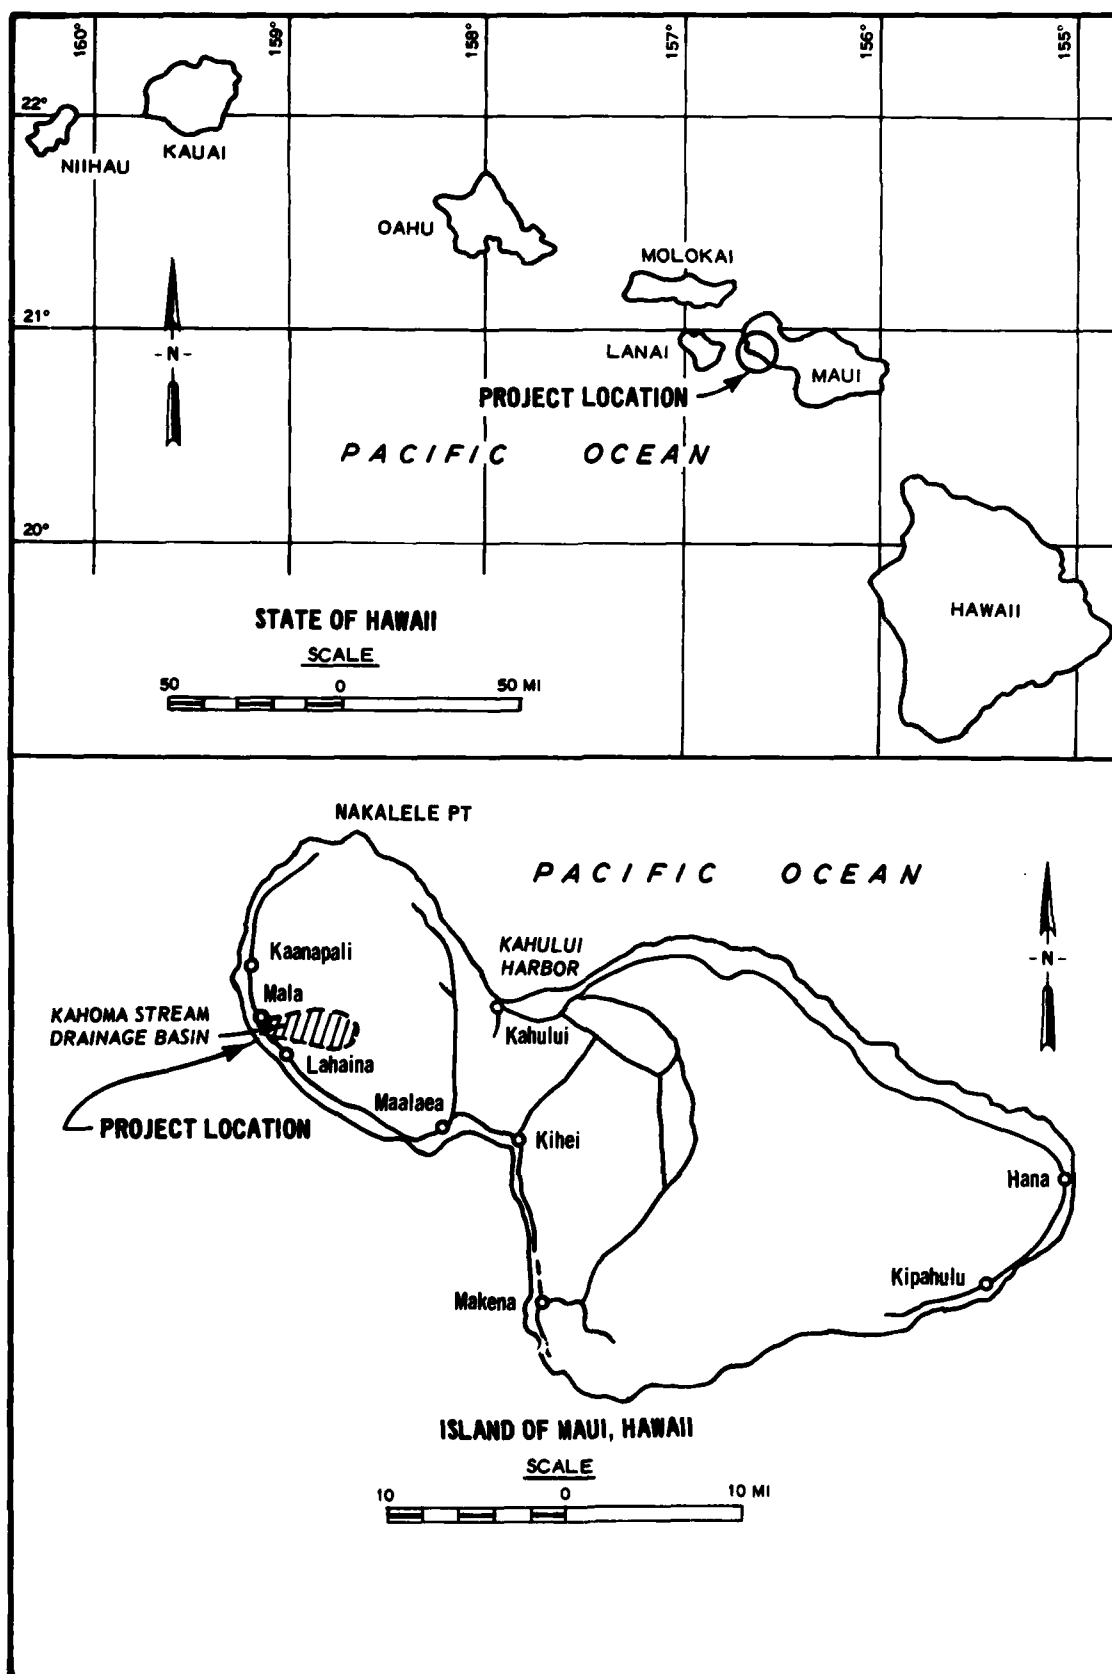 160°
159°
158°
157°
156°
155°
22°
NIIHAU
KAUAI
OAHU
MOLOKAI
21°
-N-
LANAI
MAUI
PROJECT LOCATION
PACIFIC OCEAN
20°
HAWAII
STATE OF HAWAII
SCALE
50 0 50 MI
NAKALELE PT
PACIFIC OCEAN
KAHULUI
HARBOR
-N-
Kaanapali
Mala
KAHOMA STREAM
DRAINAGE BASIN
Kahului
Lahaina
Maalaea
PROJECT LOCATION
Kihei
Hana
Kipahulu
Makena
ISLAND OF MAUI, HAWAII
SCALE
10 0 10 MI